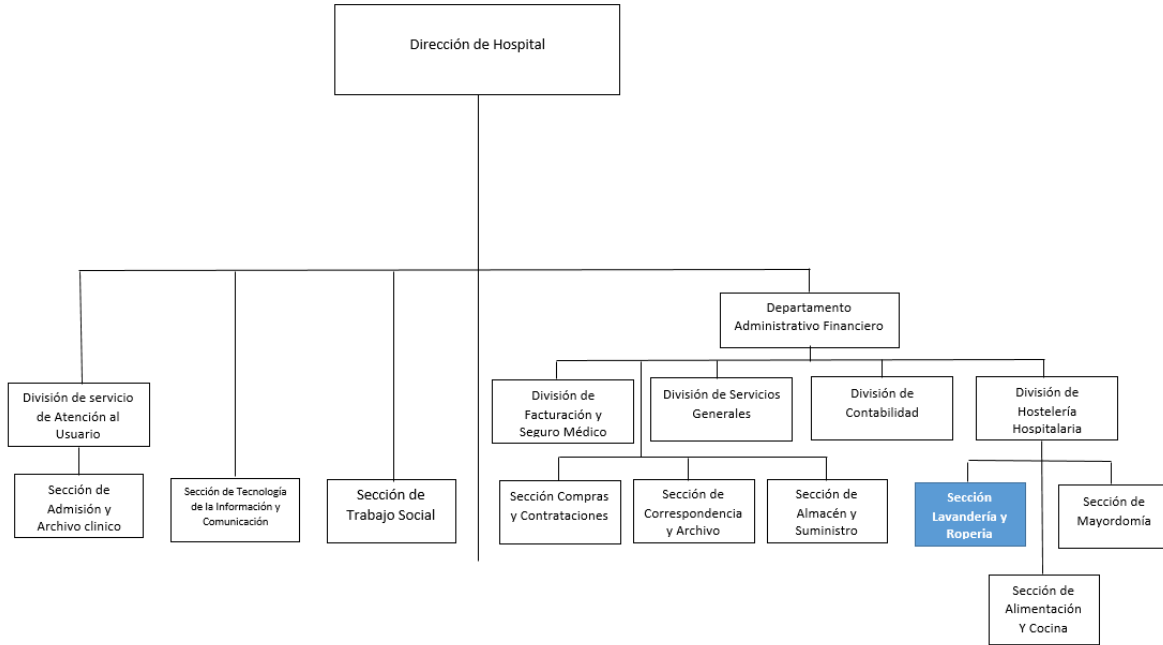 Dirección de Hospital
Departamento
Administrativo Financiero
División de servicio
de Atención al
Usuario
División de
Facturación y
Seguro Médico
División de Servicios
Generales
División de
Contabilidad
División de
Hostelería
Hospitalaria
Sección de
Admisión y
Archivo clinico
Sección de Tecnología
de la Información y
Comunicación
Sección de
Trabajo Social
Sección Compras
y Contrataciones
Sección de
Correspondencia
y Archivo
Sección de
Almacén y
Suministro
Sección
Lavandería y
Roperia
Sección de
Mayordomía
Sección de
Alimentación
Y Cocina